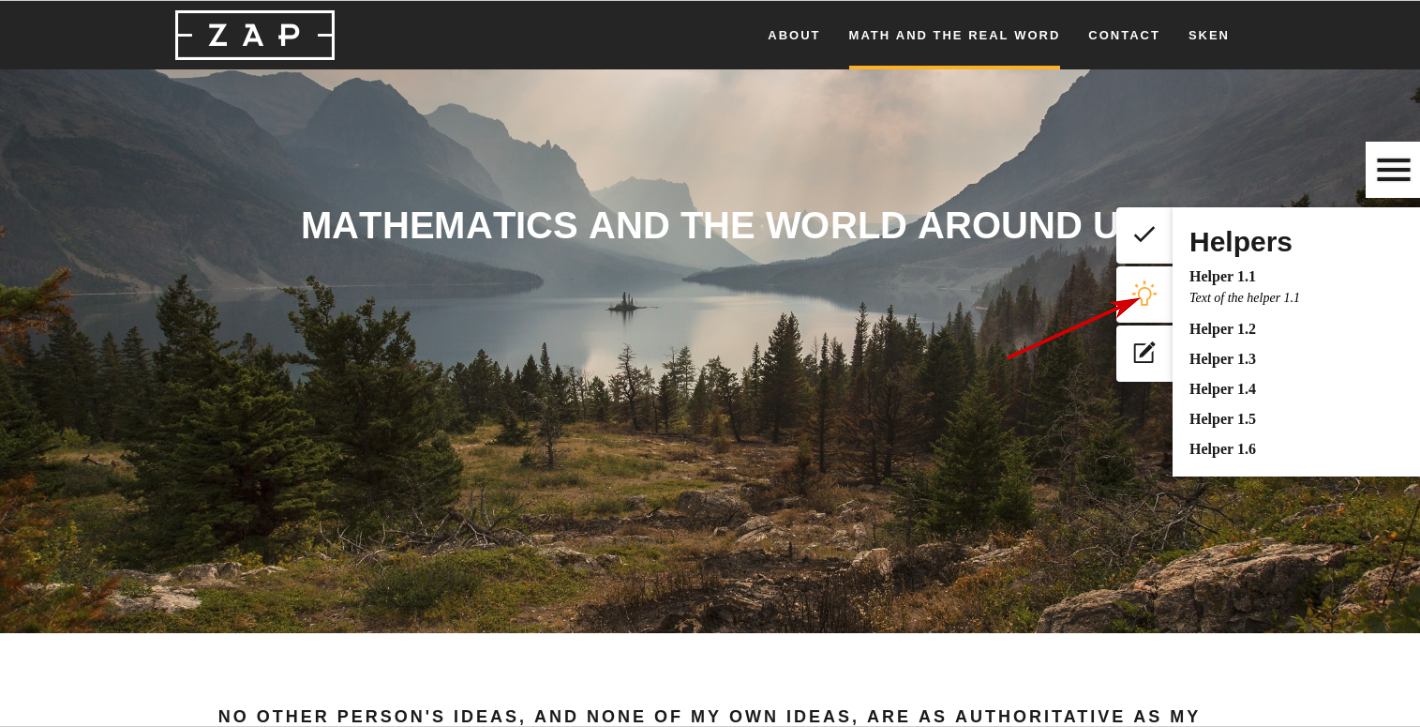 ZAP
ABOUT MATH AND THE REAL WORD CONTACT SKEN
MATHEMATICS AND THE WORLD AROUND U
Helpers
Helper 1.1
Text of the helper 1.1
Helper 1.2
Helper 1.3
Helper 1.4
Helper 1.5
Helper 1.6
NO OTHER PERSON'S IDEAS, AND NONE OF MY OWN IDEAS, ARE AS AUTHORITATIVE AS MY